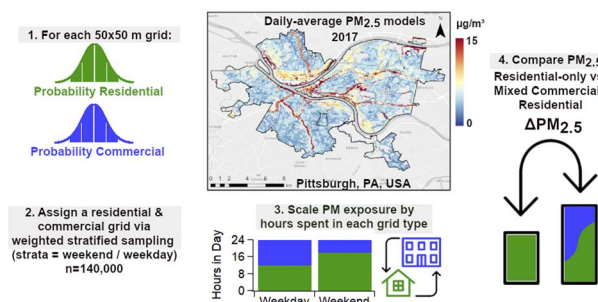 1. For each 50x50 m grid:
Probability Residential
Probability Commercial
2. Assign a residential &
commercial grid via
weighted stratified sampling
(strata = weekend / weekday)
n=140,000
Daily-average PM2.5 models
2017
µg/m³
15
0
N
Pittsburgh, PA, USA
3. Scale PM exposure by
hours spent in each grid type
Hours in Day
24
16
8
0
Weekday
Weekend
4. Compare PM2.5
Residential-only vs
Mixed Commercial
Residential
ΔPM2.5